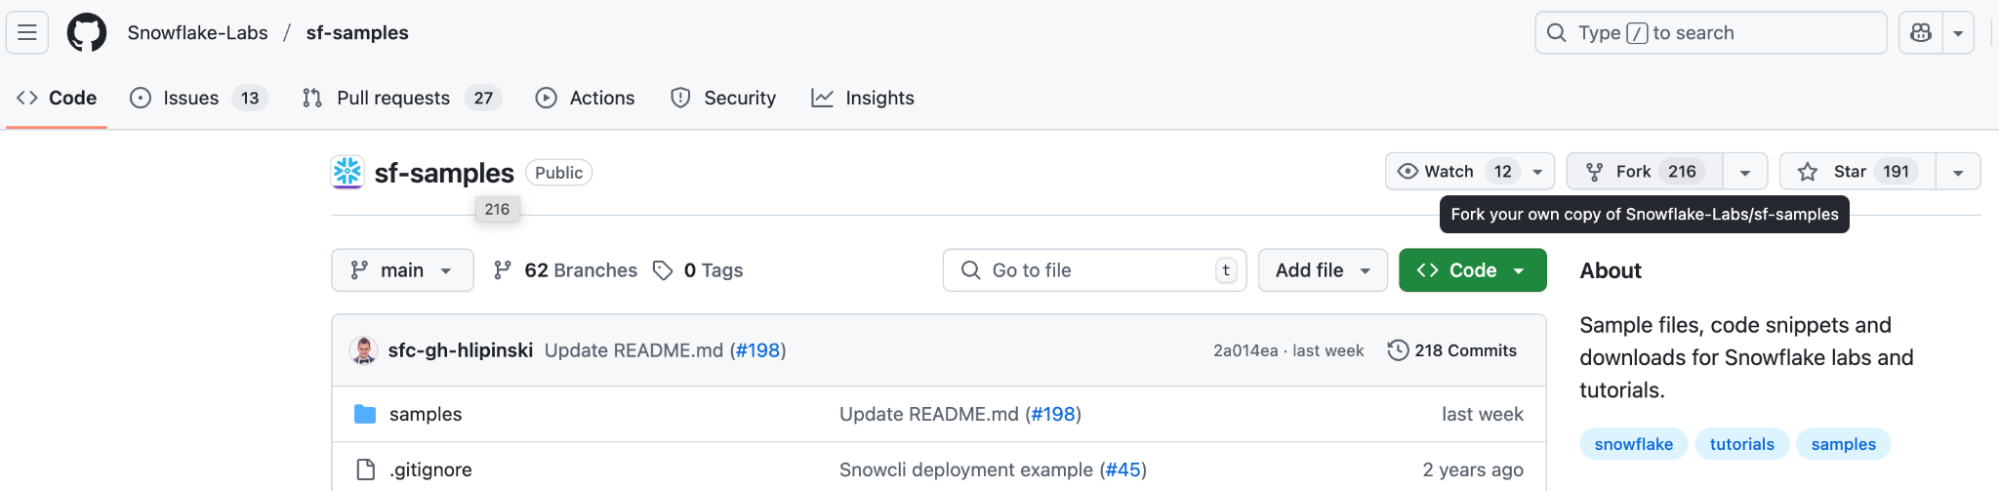 Snowflake-Labs / sf-samples
Type / to search
Code
Issues 13
Pull requests 27
Actions
Security
Insights
sf-samples Public
Watch 12
Fork 216
Star 191
216
Fork your own copy of Snowflake-Labs/sf-samples
main
62 Branches
0 Tags
Go to file t
Add file
Code
sfc-gh-hlipinski Update README.md (#198)
2a014ea · last week
218 Commits
samples
Update README.md (#198)
last week
.gitignore
Snowcli deployment example (#45)
2 years ago
About
Sample files, code snippets and
downloads for Snowflake labs and
tutorials.
snowflake tutorials samples